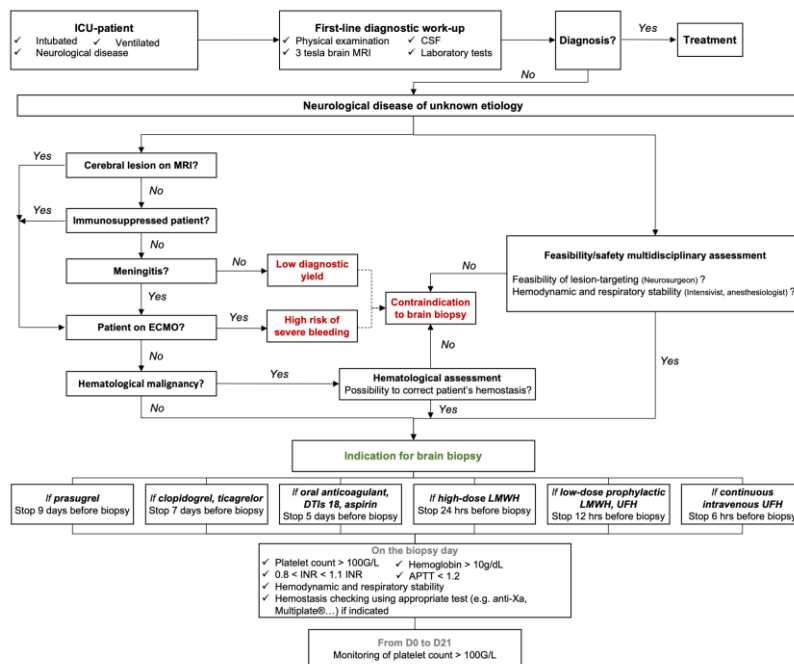 ICU-patient
✓ Intubated ✓ Ventilated
✓ Neurological disease
First-line diagnostic work-up
✓ Physical examination ✓ CSF
✓ 3 tesla brain MRI ✓ Laboratory tests
Diagnosis?
Yes
Treatment
No
Neurological disease of unknown etiology
Yes
Cerebral lesion on MRI?
No
Yes
Immunosuppressed patient?
No
Meningitis?
No
Low diagnostic
yield
Yes
Patient on ECMO?
Yes
High risk of
severe bleeding
Contraindication
to brain biopsy
No
Feasibility/safety multidisciplinary assessment
Feasibility of lesion-targeting (Neurosurgeon) ?
Hemodynamic and respiratory stability (Intensivist, anesthesiologist) ?
No
No
Yes
Hematological malignancy?
Yes
Hematological assessment
Possibility to correct patient's hemostasis?
No
Yes
Indication for brain biopsy
If prasugrel
Stop 9 days before biopsy
If clopidogrel, ticagrelor
Stop 7 days before biopsy
If oral anticoagulant,
DTIs 18, aspirin
Stop 5 days before biopsy
If high-dose LMWH
Stop 24 hrs before biopsy
If low-dose prophylactic
LMWH, UFH
Stop 12 hrs before biopsy
If continuous
intravenous UFH
Stop 6 hrs before biopsy
On the biopsy day
✓ Platelet count > 100G/L ✓ Hemoglobin > 10g/dL
✓ 0.8 < INR < 1.1 INR ✓ APTT < 1.2
✓ Hemodynamic and respiratory stability
✓ Hemostasis checking using appropriate test (e.g. anti-Xa,
Multiplate®…) if indicated
From D0 to D21
Monitoring of platelet count > 100G/L